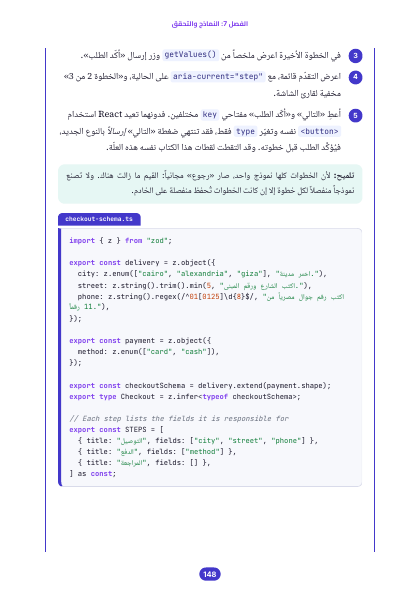 الفصل 7: النماذج والتحقق
3 في الخطوة الأخيرة اعرض ملخصاً من getValues() وزر إرسال «أكّد الطلب».
4 اعرض التقدّم قائمة، مع aria-current="step" على الحالية، و«الخطوة 2 من 3»
مخفية لقارئ الشاشة.
5 أعطِ «التالي» و«أكّد الطلب» مفتاحي key مختلفين. فدونهما تعيد React استخدام
<button> نفسه وتغيّر type فقط، فقد تنتهي ضغطة «التالي» إرسالاً بالنوع الجديد،
فيُؤكَّد الطلب قبل خطوته. وقد التقطت لقطات هذا الكتاب نفسه هذه العلّة.
تلميح: لأن الخطوات كلها نموذج واحد، صار «رجوع» مجانياً: القيم ما زالت هناك. ولا تصنع
نموذجاً منفصلاً لكل خطوة إلا إن كانت الخطوات تُحفظ منفصلة على الخادم.
checkout-schema.ts
import { z } from "zod";
export const delivery = z.object({
city: z.enum(["cairo", "alexandria", "giza"], "اختر مدينة."),
street: z.string().trim().min(5, "اكتب الشارع ورقم المبنى."),
phone: z.string().regex(/^01[0125]\d{8}$/, "اكتب رقم جوال مصرياً من
11 رقماً."),
});
export const payment = z.object({
method: z.enum(["card", "cash"]),
});
export const checkoutSchema = delivery.extend(payment.shape);
export type Checkout = z.infer<typeof checkoutSchema>;
// Each step lists the fields it is responsible for
export const STEPS = [
{ title: "التوصيل", fields: ["city", "street", "phone"] },
{ title: "الدفع", fields: ["method"] },
{ title: "المراجعة", fields: [] },
] as const;
148